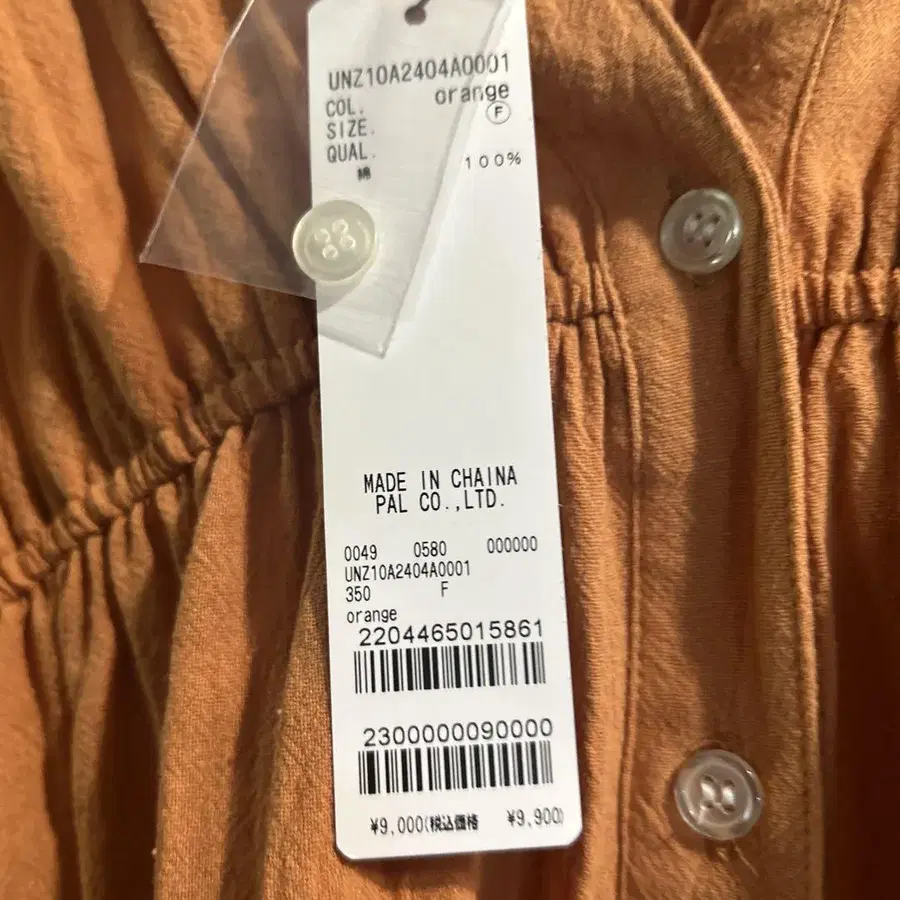 UNZ10A2404A0001
COL. orange
SIZE. F
QUAL.
綿 100%
MADE IN CHAINA
PAL CO.,LTD.
0049 0580 000000
UNZ10A2404A0001
350 F
orange
2204465015861
2300000090000
¥9,000(税込価格 ¥9,900)